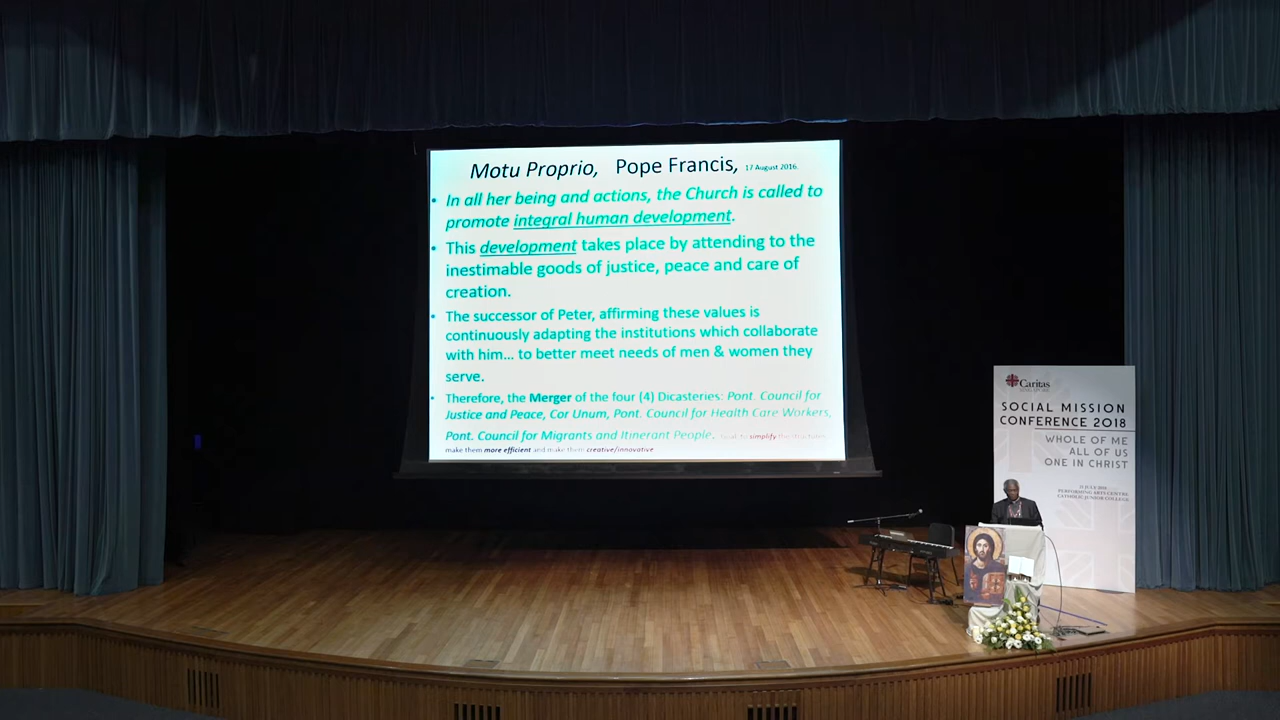 Motu Proprio, Pope Francis, 17 August 2016.
• In all her being and actions, the Church is called to
promote integral human development.
• This development takes place by attending to the
inestimable goods of justice, peace and care of
creation.
• The successor of Peter, affirming these values is
continuously adapting the institutions which collaborate
with him... to better meet needs of men & women they
serve.
• Therefore, the Merger of the four (4) Dicasteries: Pont. Council for
Justice and Peace, Cor Unum, Pont. Council for Health Care Workers,
Pont. Council for Migrants and Itinerant People. simplify
make them more efficient and make them creative/innovative
Caritas
SOCIAL MISSION
CONFERENCE 2018
WHOLE OF ME
ALL OF US
ONE IN CHRIST
JULY 2018
PERFORMING ARTS CENTRE
CATHOLIC JUNIOR COLLEGE